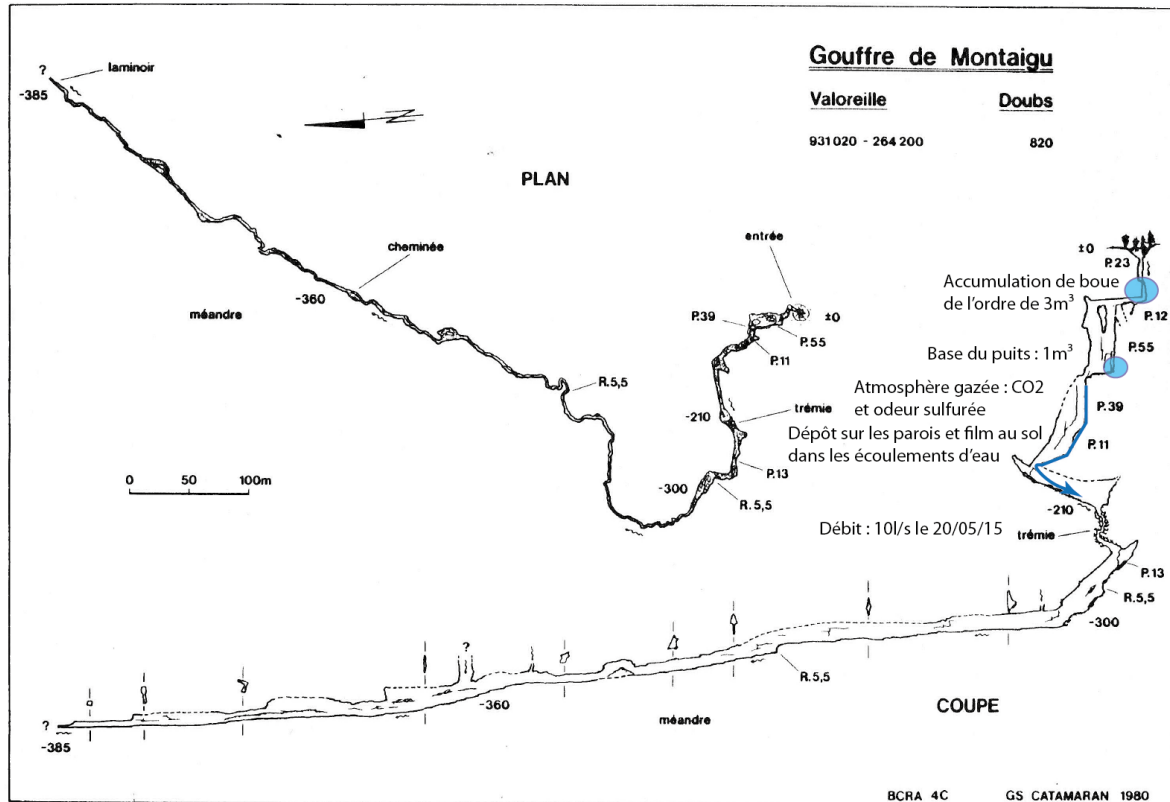 Gouffre de Montaigu
Valoreille Doubs
931020 - 264 200 820
PLAN
N
?
laminoir
-385
cheminée
-360
méandre
R.5,5
entrée
±0
P.39
P.55
P.11
-210
trémie
P.13
-300
R.5,5
0 50 100m
±0
P.23
Accumulation de boue
de l'ordre de 3m³
P.12
P.55
Base du puits : 1m³
Atmosphère gazée : CO2
et odeur sulfurée
P.39
Dépôt sur les parois et film au sol
dans les écoulements d'eau
P.11
-210
Débit : 10l/s le 20/05/15
trémie
P.13
R.5,5
-300
R.5,5
?
-360
méandre
COUPE
?
-385
BCRA 4C GS CATAMARAN 1980